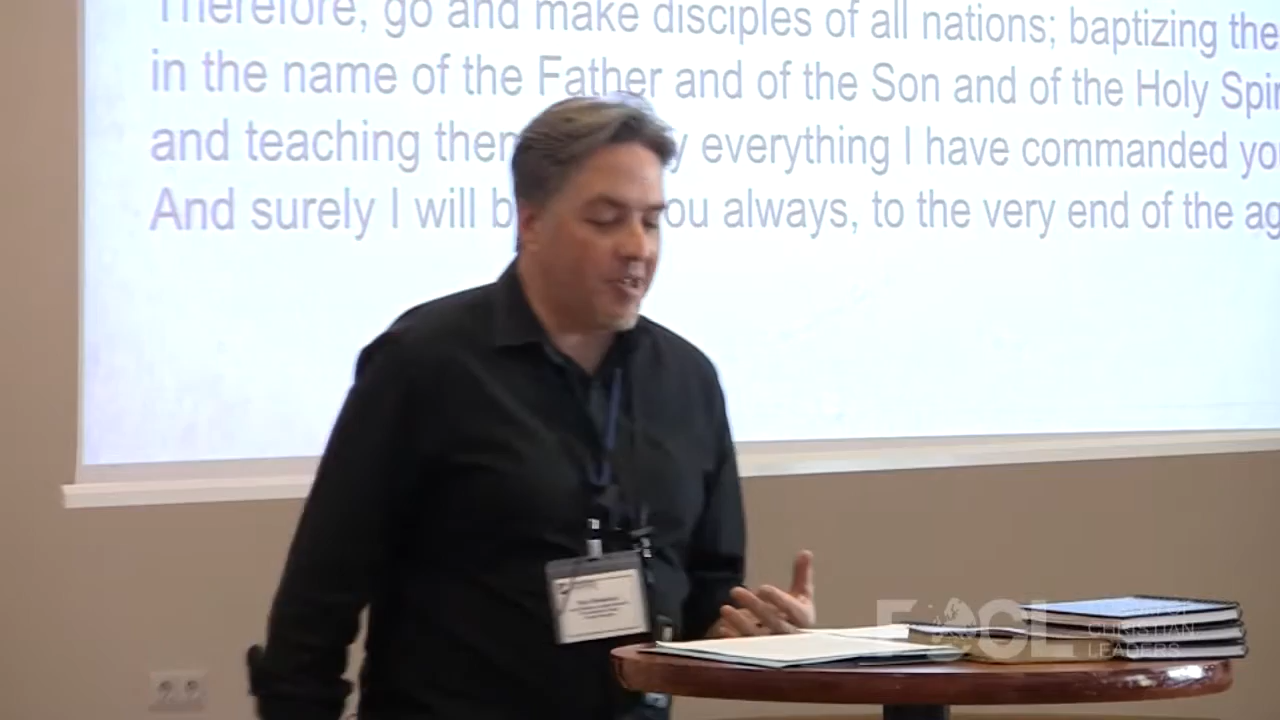 Therefore, go and make disciples of all nations; baptizing the
in the name of the Father and of the Son and of the Holy Spir
and teaching them y everything I have commanded yo
And surely I will b ou always, to the very end of the ag
FOCL
OF
CHRISTIAN
LEADERS